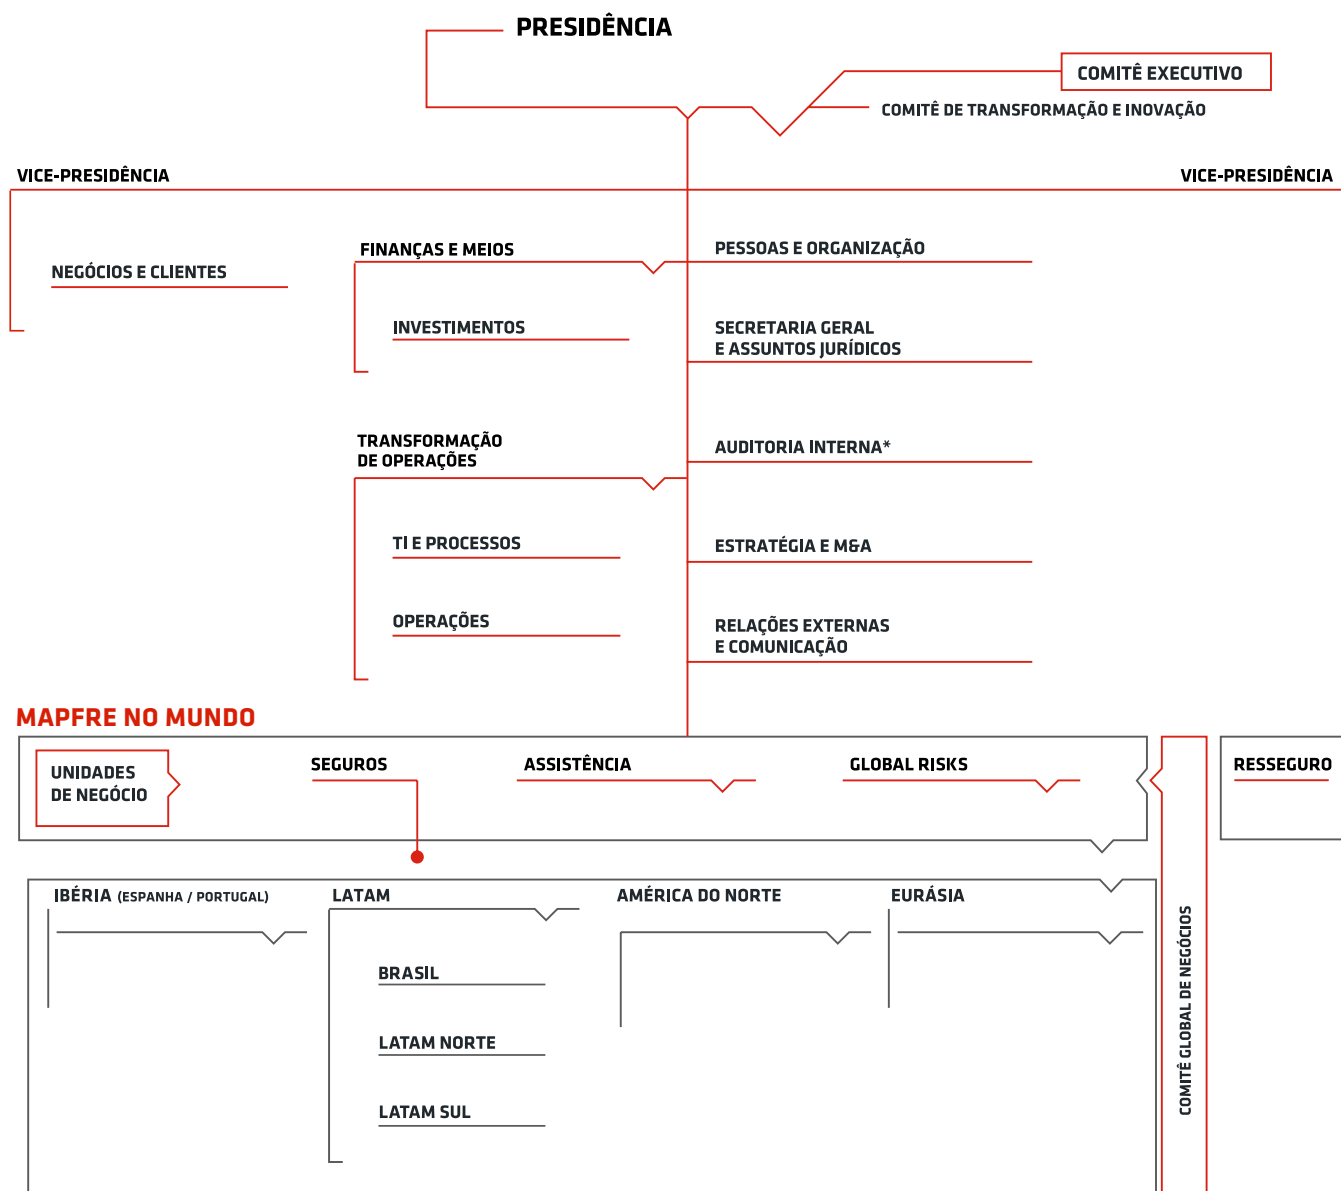 PRESIDÊNCIA
COMITÊ EXECUTIVO
COMITÊ DE TRANSFORMAÇÃO E INOVAÇÃO
VICE-PRESIDÊNCIA
VICE-PRESIDÊNCIA
NEGÓCIOS E CLIENTES
FINANÇAS E MEIOS
INVESTIMENTOS
TRANSFORMAÇÃO
DE OPERAÇÕES
TI E PROCESSOS
OPERAÇÕES
PESSOAS E ORGANIZAÇÃO
SECRETARIA GERAL
E ASSUNTOS JURÍDICOS
AUDITORIA INTERNA*
ESTRATÉGIA E M&A
RELAÇÕES EXTERNAS
E COMUNICAÇÃO
MAPFRE NO MUNDO
UNIDADES
DE NEGÓCIO
SEGUROS
ASSISTÊNCIA
GLOBAL RISKS
RESSEGURO
IBÉRIA (ESPANHA / PORTUGAL)
LATAM
BRASIL
LATAM NORTE
LATAM SUL
AMÉRICA DO NORTE
EURÁSIA
COMITÊ GLOBAL DE NEGÓCIOS